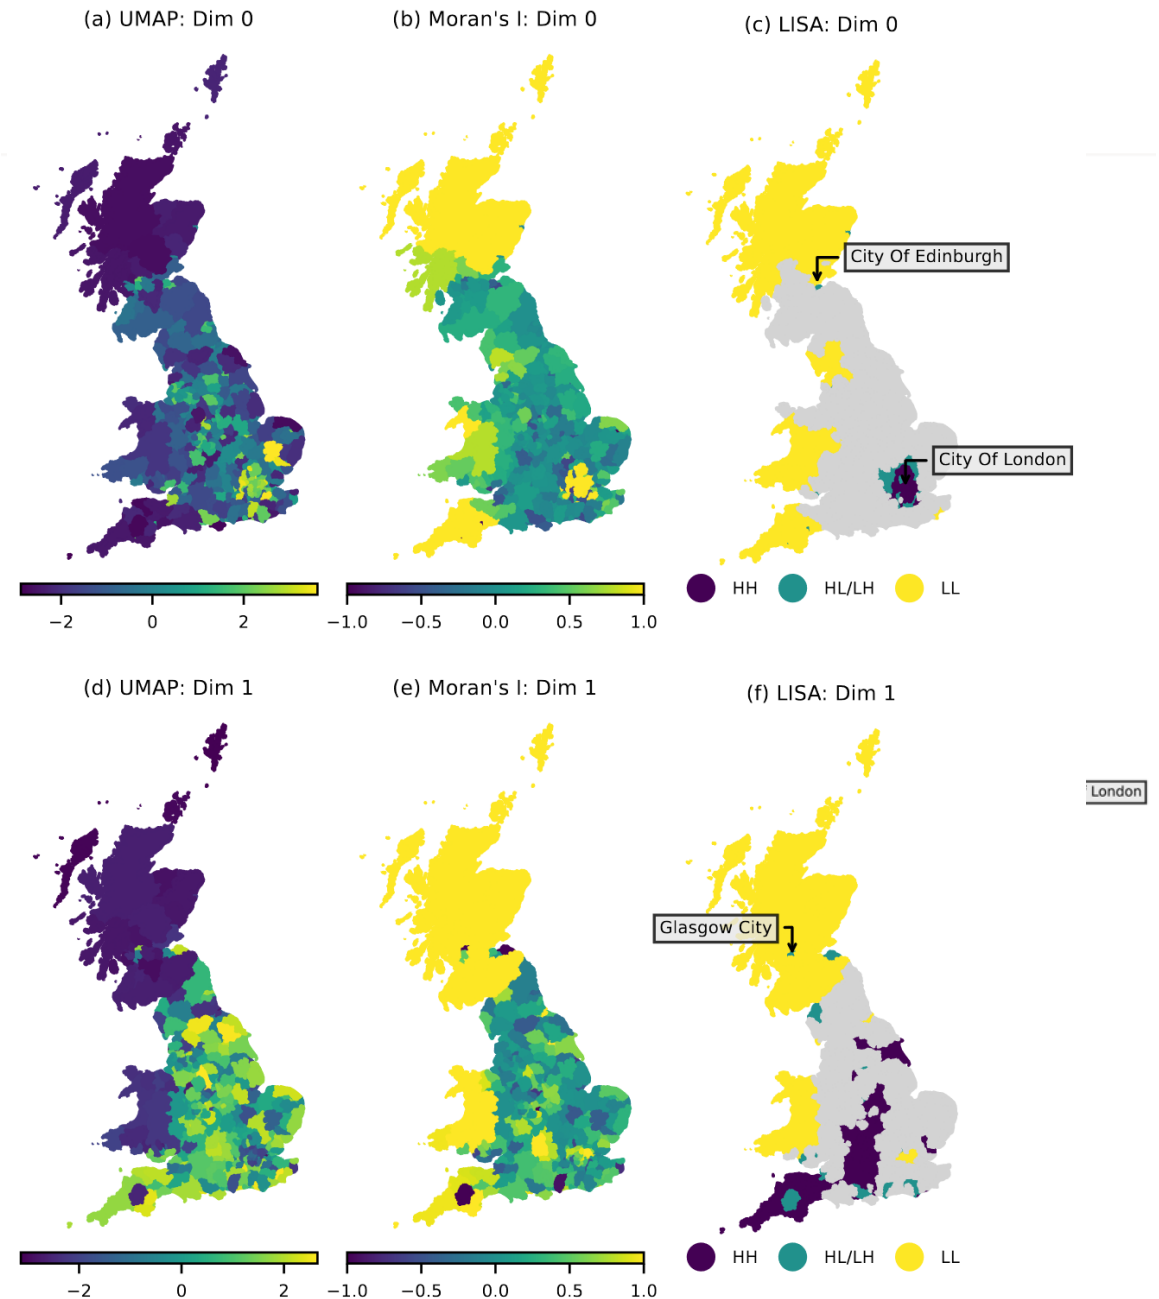 (a) UMAP: Dim 0
(b) Moran's I: Dim 0
(c) LISA: Dim 0
City Of Edinburgh
City Of London
HH
HL/LH
LL
−2
0
2
−1.0
−0.5
0.0
0.5
1.0
(d) UMAP: Dim 1
(e) Moran's I: Dim 1
(f) LISA: Dim 1
London
Glasgow City
HH
HL/LH
LL
−2
0
2
−1.0
−0.5
0.0
0.5
1.0